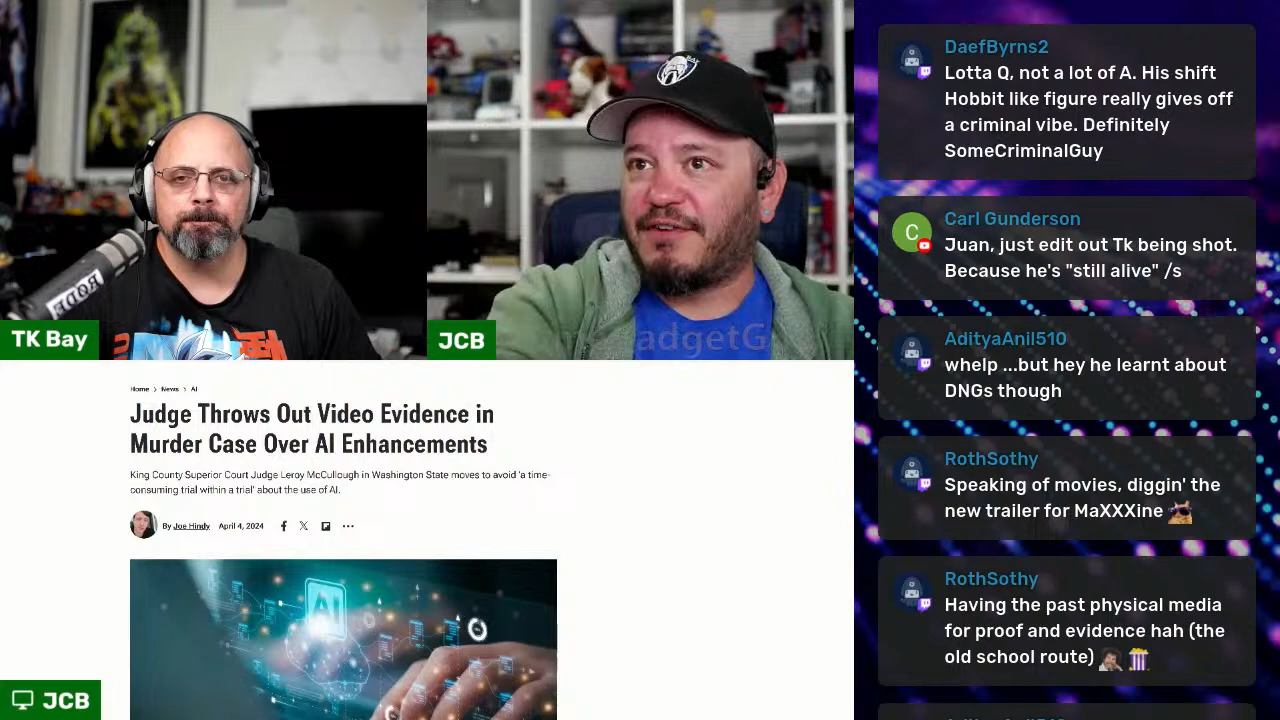 RODE
TK Bay
JCB
adgetG
Home > News > AI
Judge Throws Out Video Evidence in
Murder Case Over AI Enhancements
King County Superior Court Judge Leroy McCullough in Washington State moves to avoid 'a time-
consuming trial within a trial' about the use of AI.
By Joe Hindy April 4, 2024
AI
JCB
DaefByrns2
Lotta Q, not a lot of A. His shift
Hobbit like figure really gives off
a criminal vibe. Definitely
SomeCriminalGuy
C
Carl Gunderson
Juan, just edit out Tk being shot.
Because he's "still alive" /s
AdityaAnil510
whelp ...but hey he learnt about
DNGs though
RothSothy
Speaking of movies, diggin' the
new trailer for MaXXXine
RothSothy
Having the past physical media
for proof and evidence hah (the
old school route)